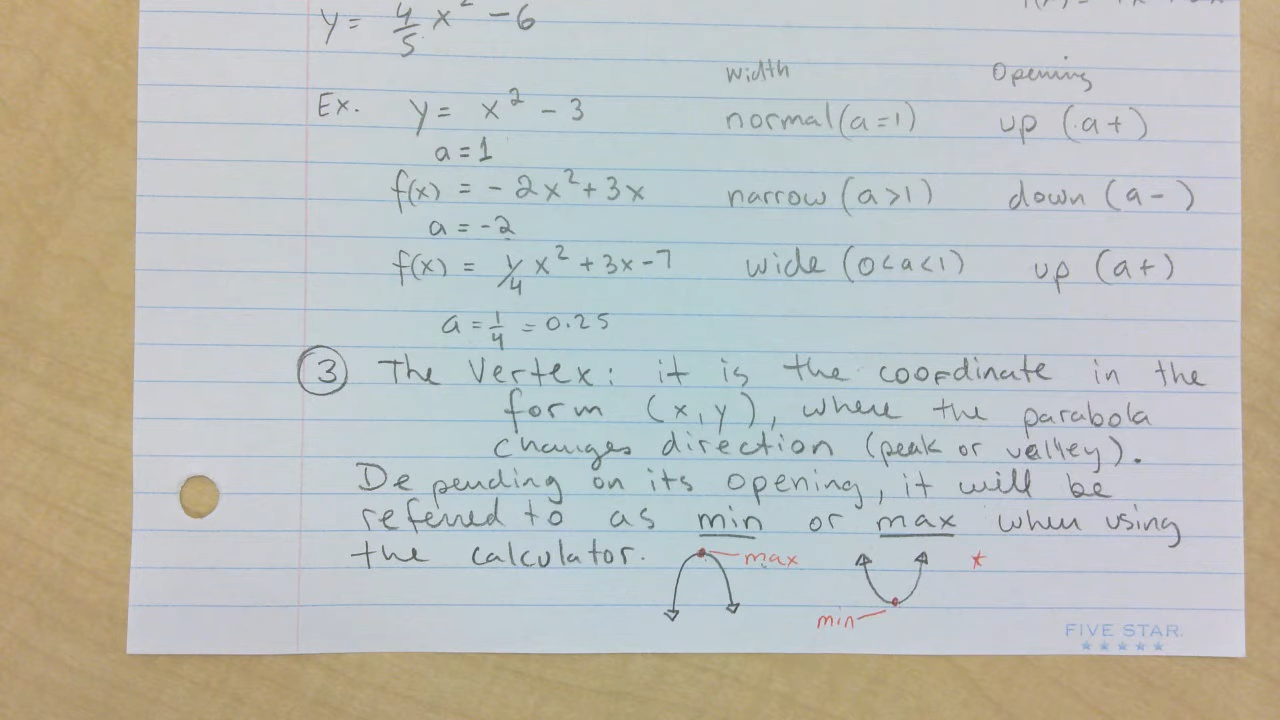 y = 4/5 x² - 6
width Opening
Ex. y = x² - 3 normal (a=1) up (a+)
a = 1
f(x) = - 2x² + 3x narrow (a>1) down (a-)
a = -2
f(x) = 1/4 x² + 3x - 7 wide (0<a<1) up (a+)
a = 1/4 = 0.25
③ The Vertex: it is the coordinate in the
form (x,y), where the parabola
changes direction (peak or valley).
Depending on its opening, it will be
referred to as min or max when using
the calculator. max *
min
FIVE STAR.
★★★★★